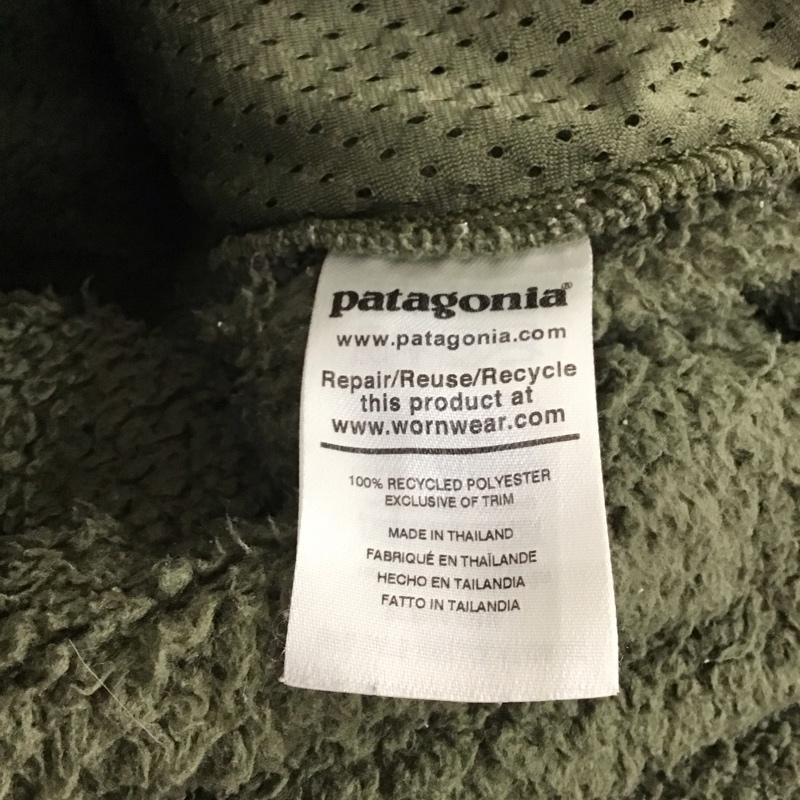 patagonia®
www.patagonia.com
Repair/Reuse/Recycle
this product at
www.wornwear.com
100% RECYCLED POLYESTER
EXCLUSIVE OF TRIM
MADE IN THAILAND
FABRIQUÉ EN THAÏLANDE
HECHO EN TAILANDIA
FATTO IN TAILANDIA